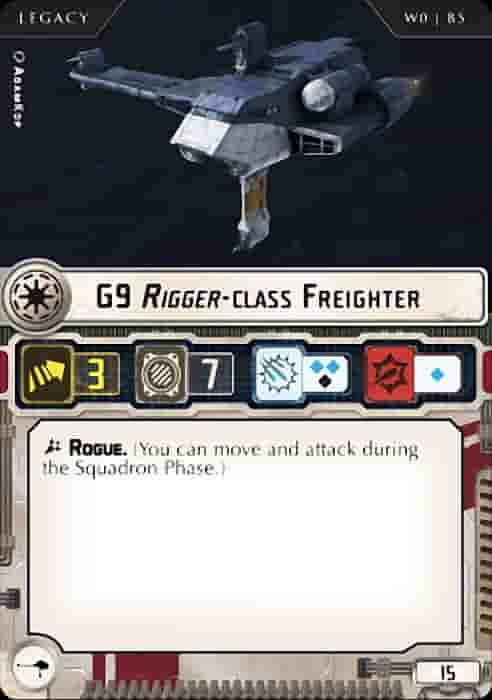 LEGACY
W0 | B5
© ADAMKOP
G9 RIGGER-CLASS FREIGHTER
3
7
ROGUE. (You can move and attack during
the Squadron Phase.)
15